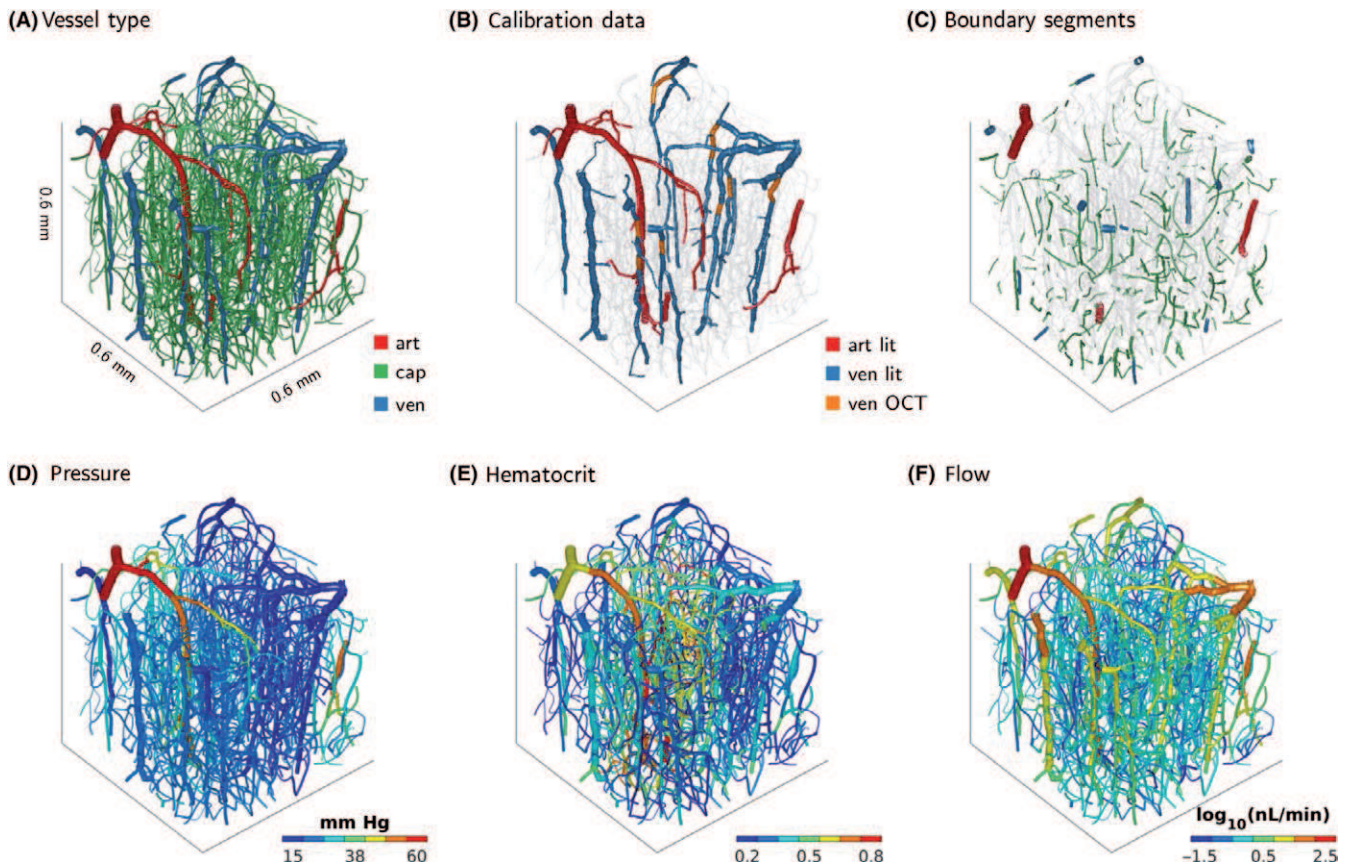 (A) Vessel type
(B) Calibration data
(C) Boundary segments
0.6 mm
0.6 mm
0.6 mm
art
cap
ven
art lit
ven lit
ven OCT
(D) Pressure
(E) Hematocrit
(F) Flow
mm Hg
15 38 60
0.2 0.5 0.8
log10(nL/min)
−1.5 0.5 2.5